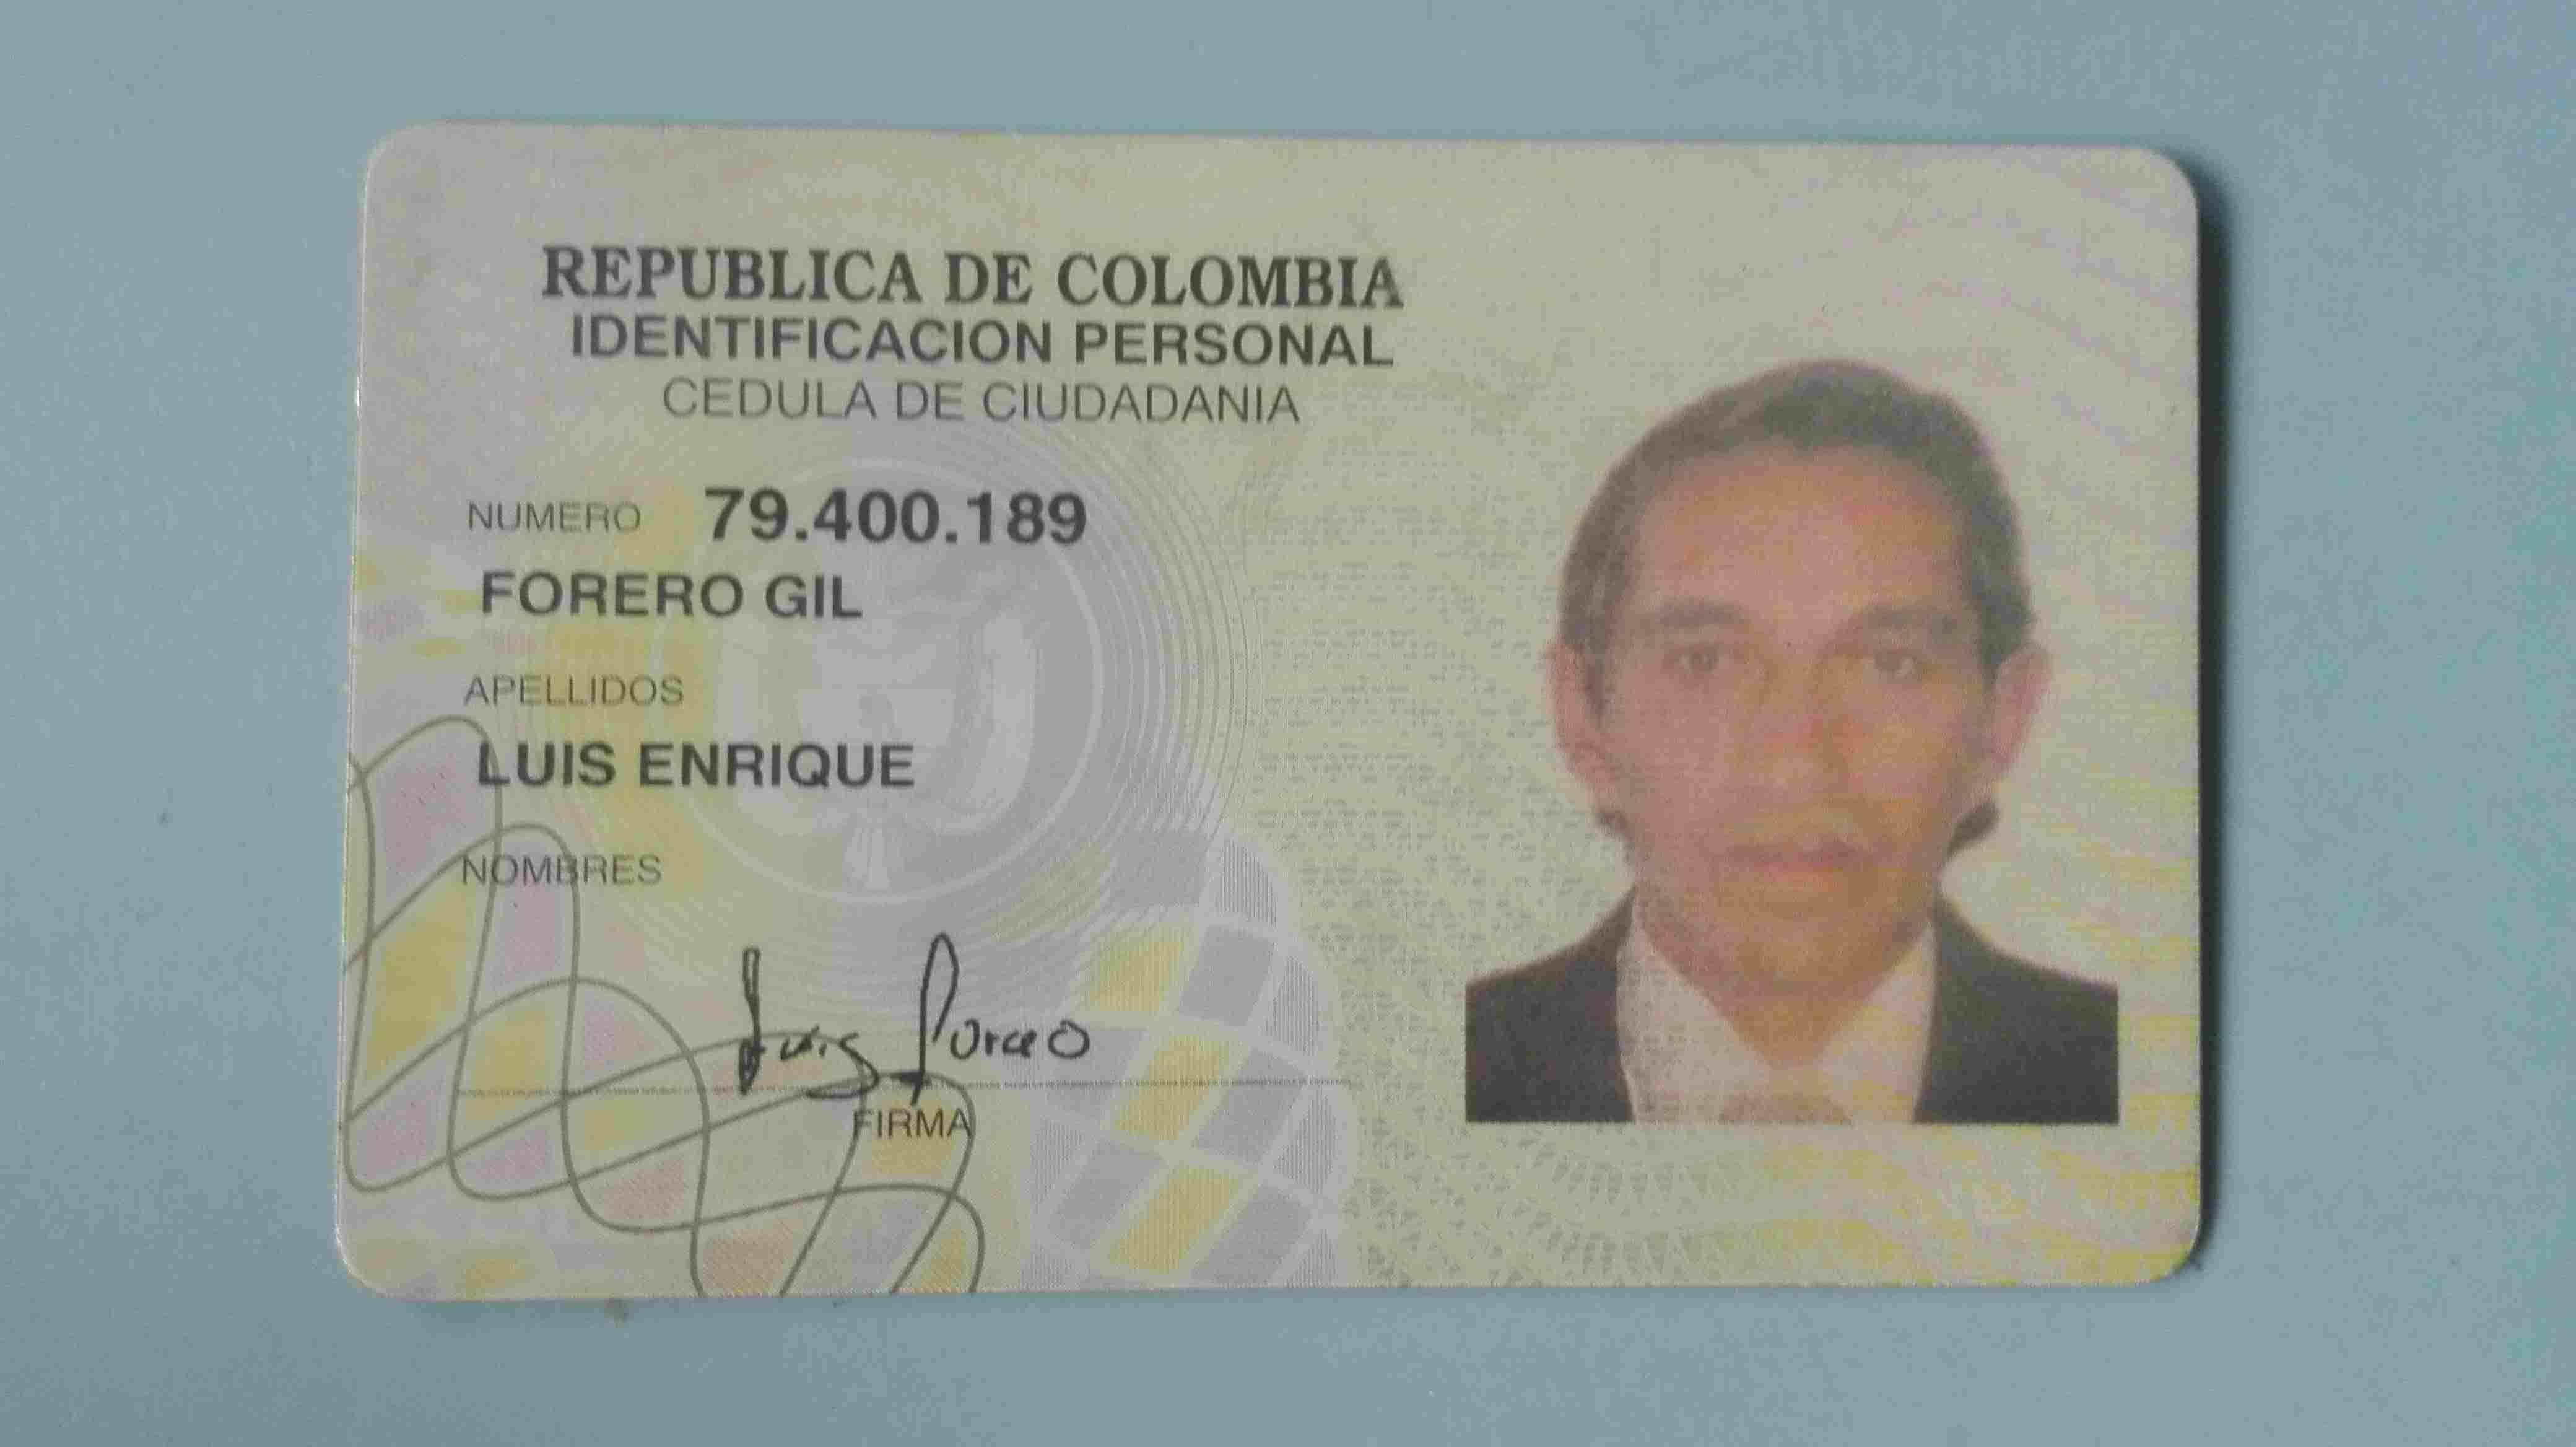 REPUBLICA DE COLOMBIA
IDENTIFICACION PERSONAL
CEDULA DE CIUDADANIA
NUMERO 79.400.189
FORERO GIL
APELLIDOS
LUIS ENRIQUE
NOMBRES
Luis Forero
FIRMA